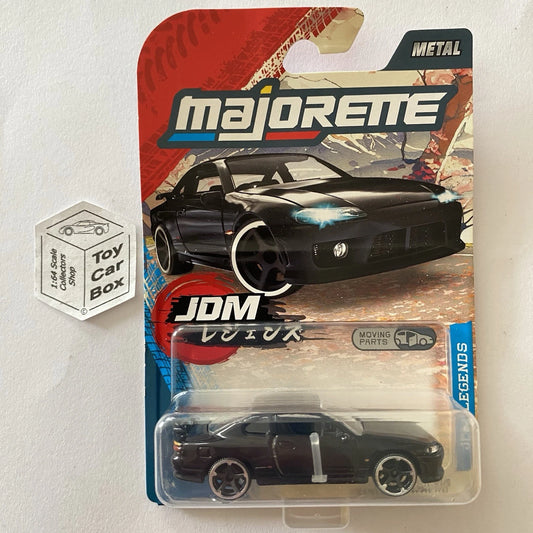 METAL
majorette
JDM
レジェンズ
MOVING
PARTS
LEGENDS
1:64 Scale
Collectors
Shop
Toy
Car
Box